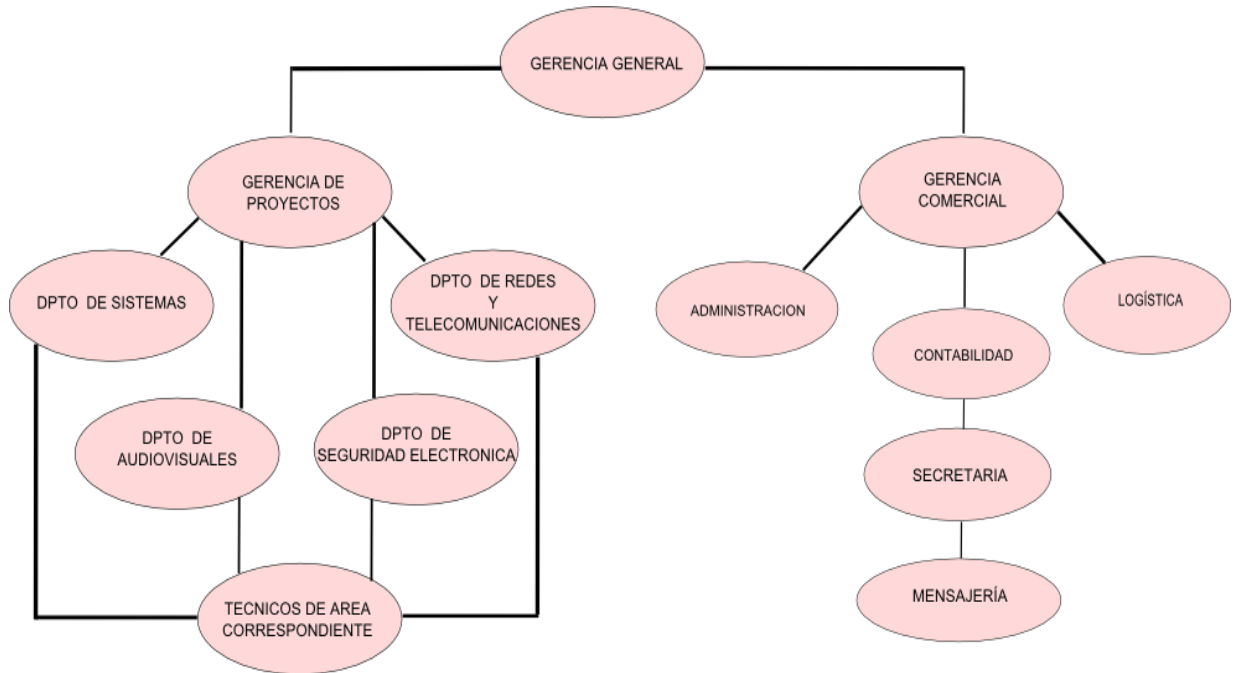 GERENCIA GENERAL
GERENCIA DE
PROYECTOS
GERENCIA
COMERCIAL
DPTO DE SISTEMAS
DPTO DE REDES
Y
TELECOMUNICACIONES
ADMINISTRACION
LOGÍSTICA
CONTABILIDAD
DPTO DE
AUDIOVISUALES
DPTO DE
SEGURIDAD ELECTRONICA
SECRETARIA
TECNICOS DE AREA
CORRESPONDIENTE
MENSAJERÍA